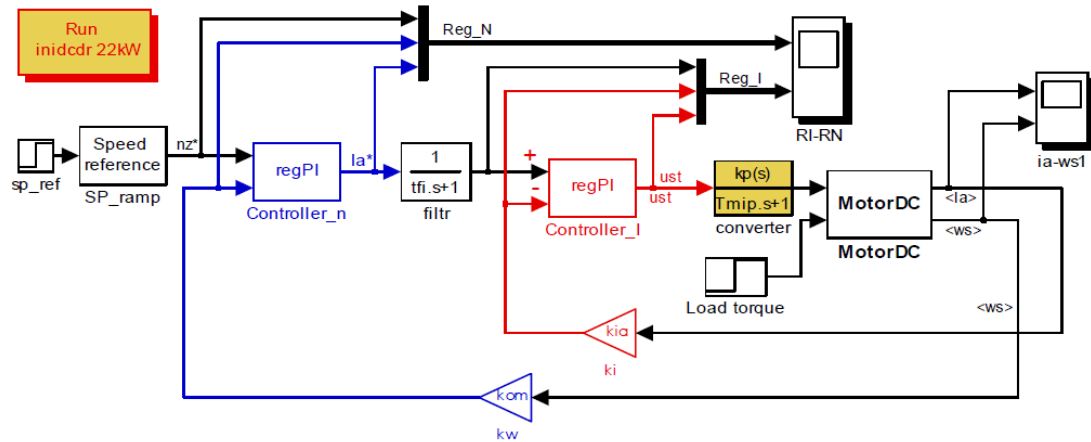 Run
inidcdr 22kW
Reg_N
Reg_I
RI-RN
ia-ws1
sp_ref
Speed
reference
SP_ramp
nz*
regPI
Controller_n
Ia*
1
tfi.s+1
filtr
+
-
regPI
Controller_I
ust
ust
kp(s)
Tmip.s+1
converter
MotorDC
MotorDC
<Ia>
<ws>
Load torque
<ws>
kia
ki
kom
kw